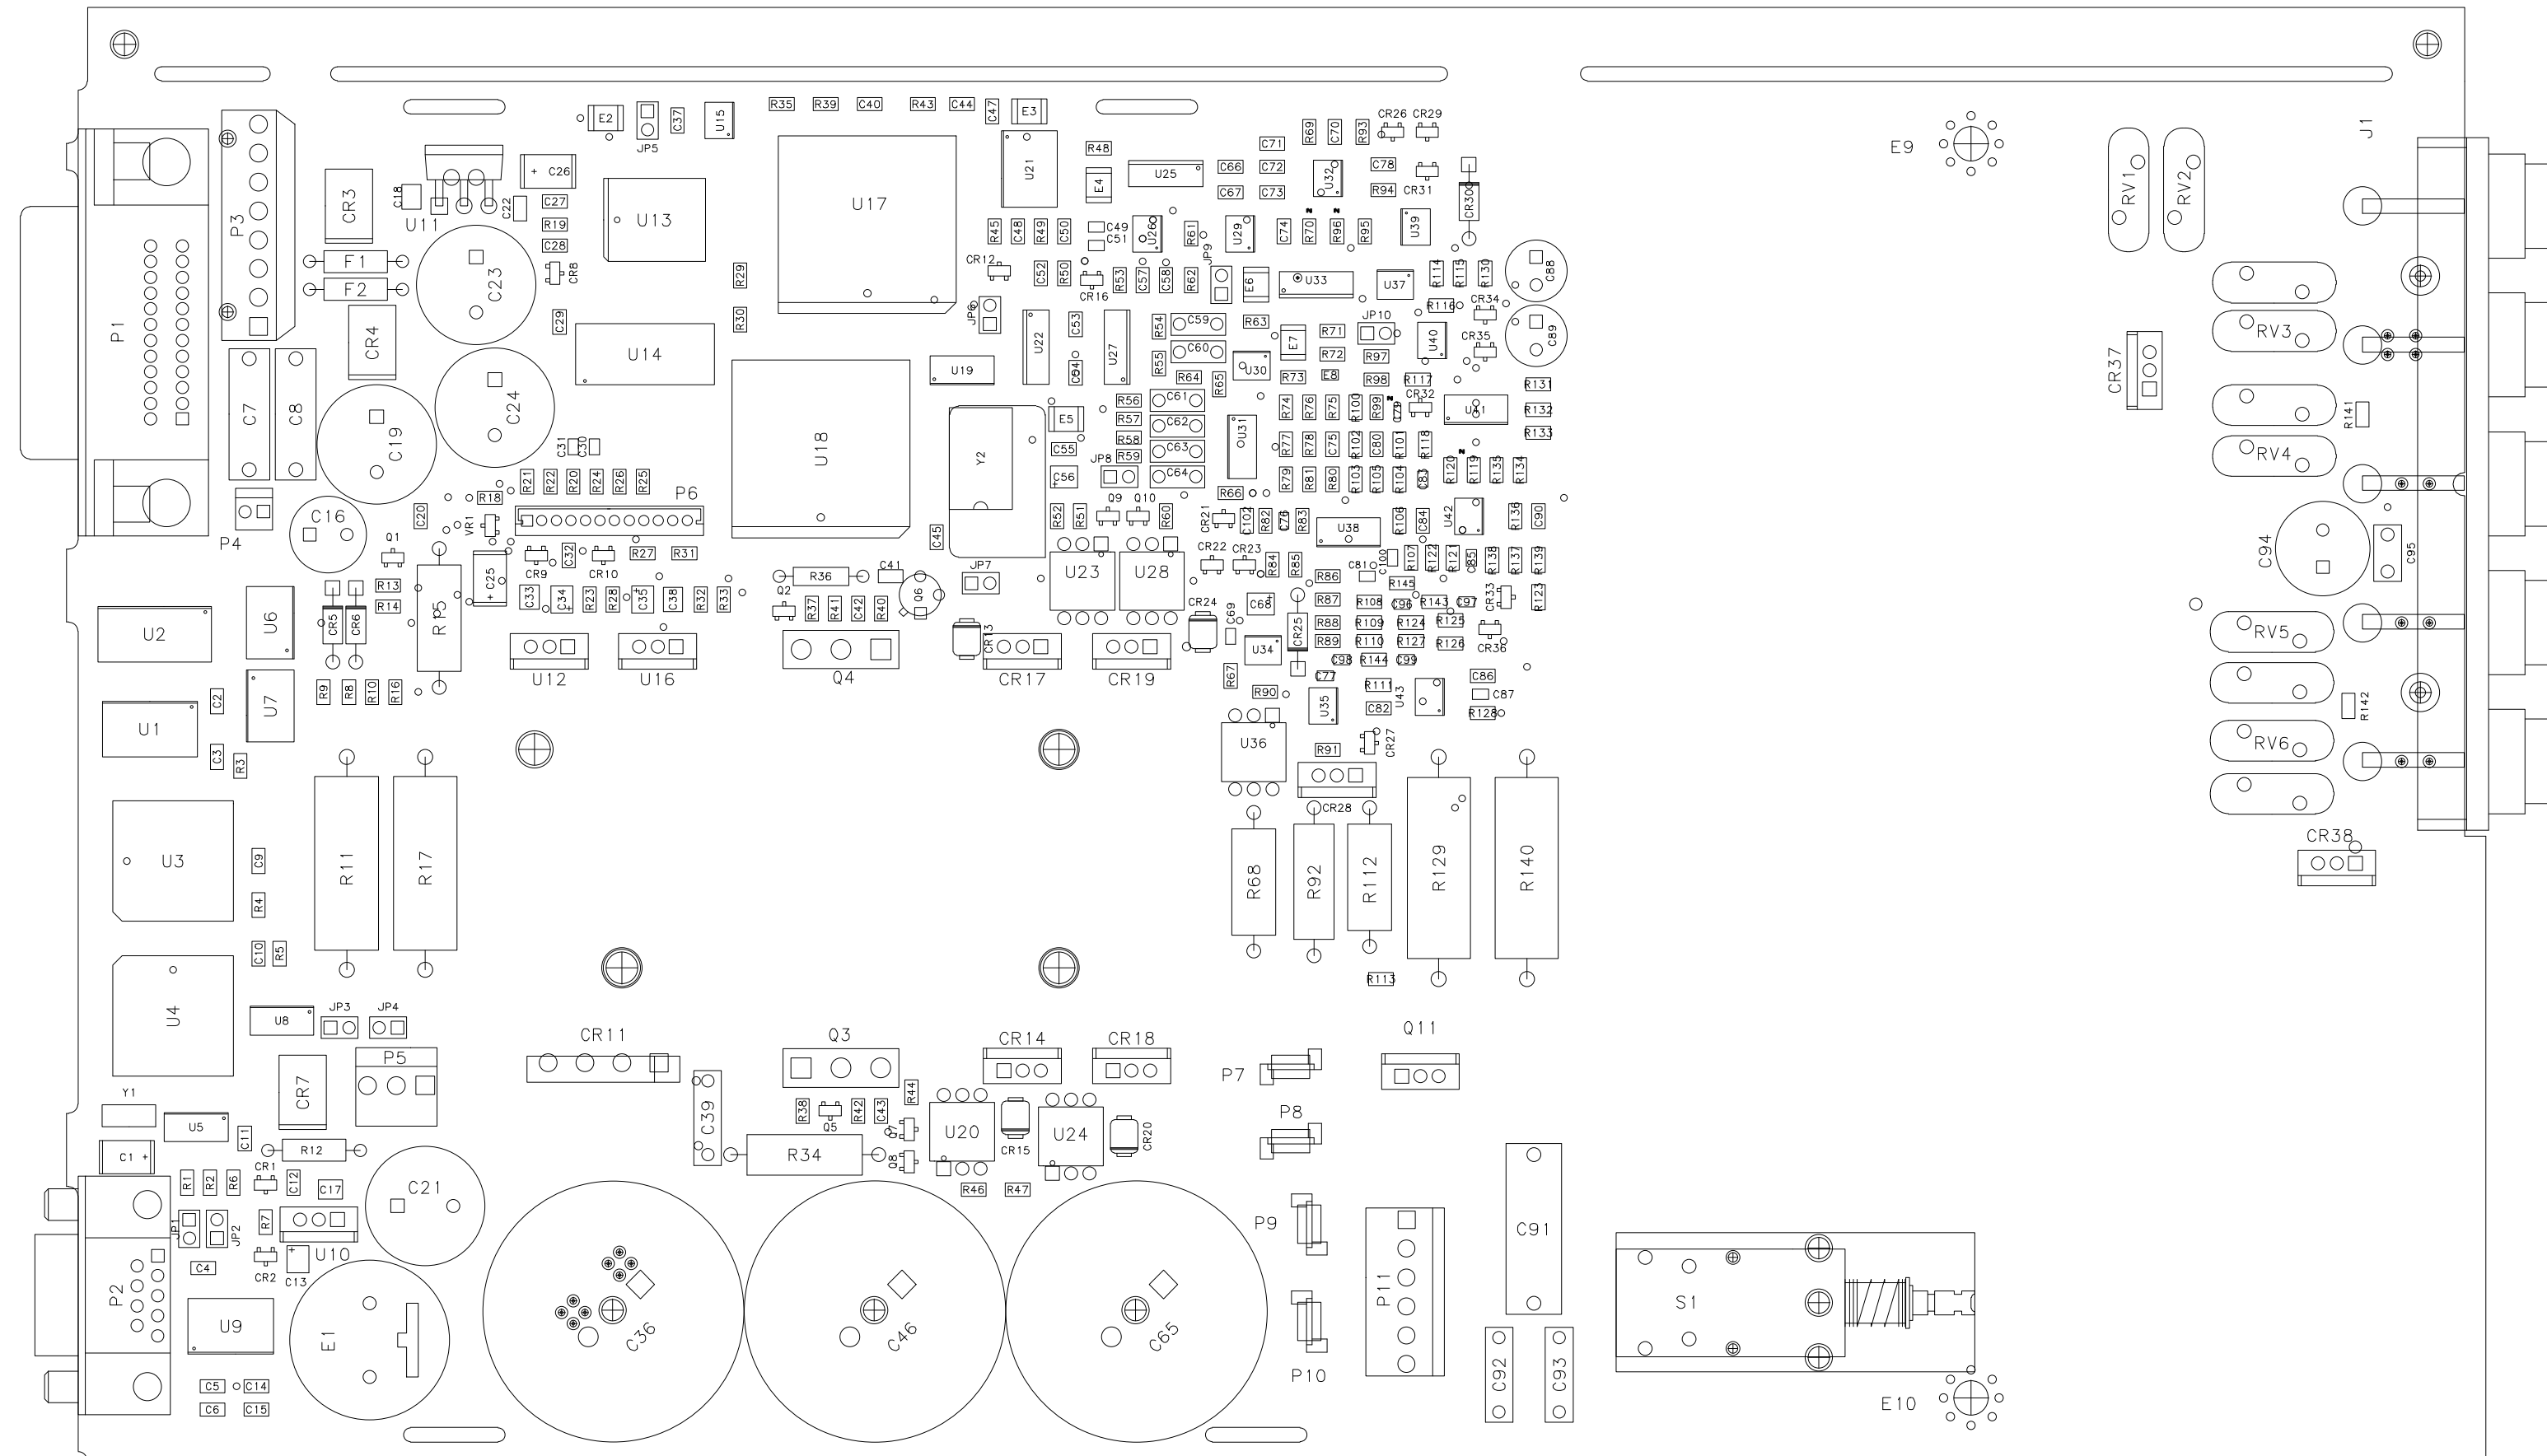 R35 R39 C40 R43 C44 C47 E3
E2 C37 U15 JP5
J1 E9
CR26 CR29
R69 C70 R93
R48 C71
P3 CR3 C18 U11 C22
+ C26
C27 R19 C28 CR8
U13 U17 U21 E4 U25
C66 C72 C78
C67 C73 R94
U32 CR31 CR30
RV1 RV2
R45 C48 R49 C50
C49
C51
U26 R61 U29 JP9
C74 R70 R96 R95 U39
P1 F1
F2
C23 R29 R30
CR12 C52 R50 CR16 R53 C57 C58 R62
E6 U33 U37
R114 R115 R130 C88
R116 CR34
CR4 C29 U14
JP6 U22 C53 U27 R54 C59 R63
E7 R71 JP10 U40 CR35 C89
RV3 CR37
C7 C8 C19 C24
U19 C54 R55 C60 R64 R65 U30
R72 R97
R73 E8 R98 R117 R131
CR32
U18 Y2 E5
R56 C61
R57 C62
R58 C63
R59 C64
U31 R74 R76 R75 R100 R99 C79 U41 R132
R77 R78 C75 R102 C80 R101 R118 R133
R141 RV4
C31 C30 C55 JP8
R21 R22 R20 R24 R26 R25
R79 R81 R80 R103 R105 R104 C83
R120 R119 R135 R134
C56 +
R18 P6
R66
Q9 Q10
C16 C20 VR1
R52 R51 R60
CR21 C102 R82 C76 R83
U38 R106 C84 U42 R136 C90
P4 Q1
C45
C94 C95
CR9 C32 CR10 R27 R31
CR22 CR23 R84 R85
C100 R107 R122 R121 C85 R138 R137 R139
R13
R14
R15 C25 +
R36 C41 JP7
U23 U28
R86 C81 R145
C33 C34 + R23 R28 C35 + C38 R32 R33
Q2 R37 R41 C42 R40 Q6
CR24 C69 C68 +
R87 R108 C96 R143 C97 CR33 R123
U2 U6 CR5 CR6
R88 R109 R124 R125
R89 R110 R127 R126 CR36
CR25
RV5
U12 U16 Q4 CR13 CR17 CR19
U34 R67
C98 R144 C99
C77 C86
R90 U35 R111 U43 C87
C82 R128
R142
R9 R8 R10 R16
C2 U7 U1
C3 R3
U36 R91 CR27
RV6
CR28
CR38
U3 C9 R4 R11 R17
R68 R92 R112 R129 R140
C10 R5
R113
U4 U8 JP3 JP4
CR11 Q3 CR14 CR18 Q11
P5
CR7 P7
Y1 U5 C11
C39 R38 Q5 R42 C43 R44 Q7
U20 CR15 U24 CR20
P8
C1 + R12 R34 Q8
CR1
R1 R2 R6 C12 C17 C21
R46 R47
JP1 JP2 R7 U10
P9 C91
C4 CR2 C13 +
P2 U9 E1
C36 C46 C65
P11 S1
P10 C92 C93
C5 C14
C6 C15
E10